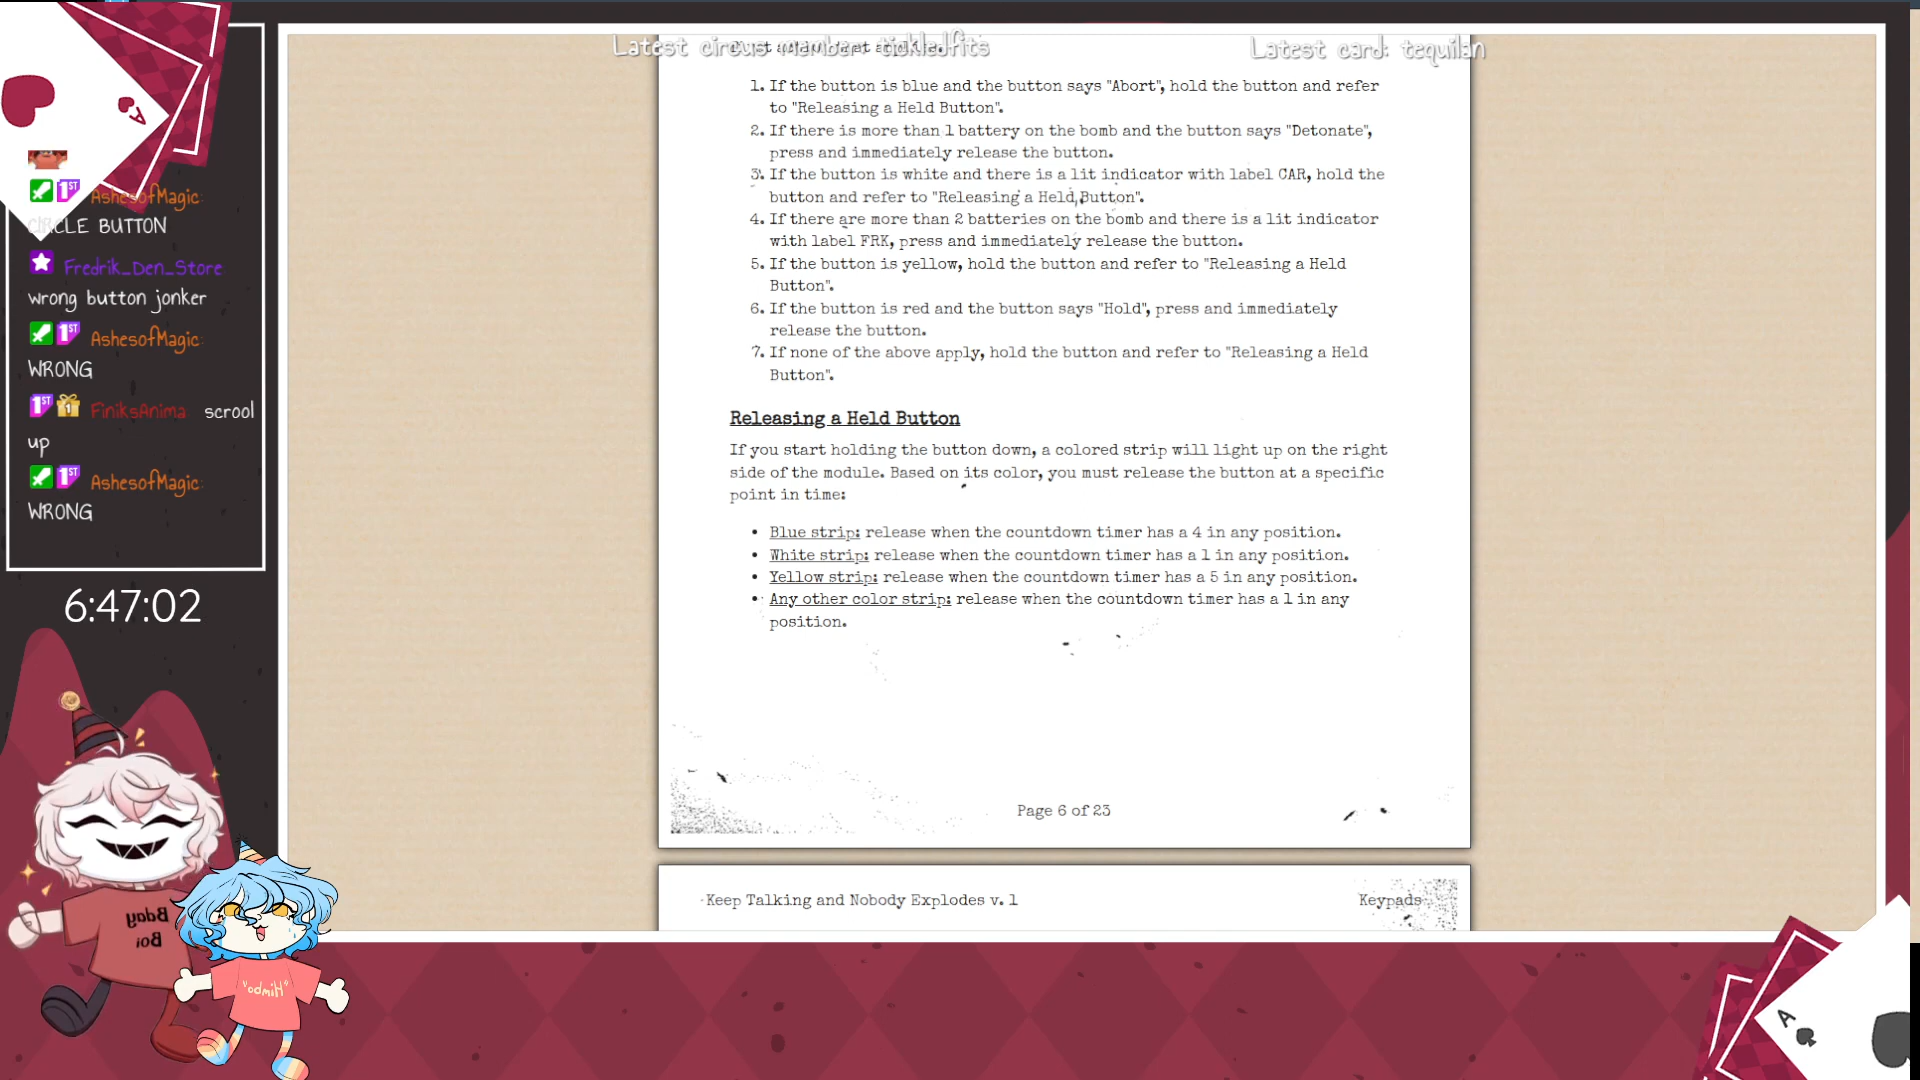 Latest circus member: tickledfits
Latest card: tequilan
AshesofMagic:
CIRCLE BUTTON
Fredrik_Den_Store
wrong button jonker
AshesofMagic:
WRONG
FiniksAnima: scrool
up
AshesofMagic:
WRONG
6:47:02
1. If the button is blue and the button says "Abort", hold the button and refer
to "Releasing a Held Button".
2. If there is more than 1 battery on the bomb and the button says "Detonate",
press and immediately release the button.
3. If the button is white and there is a lit indicator with label CAR, hold the
button and refer to "Releasing a Held Button".
4. If there are more than 2 batteries on the bomb and there is a lit indicator
with label FRK, press and immediately release the button.
5. If the button is yellow, hold the button and refer to "Releasing a Held
Button".
6. If the button is red and the button says "Hold", press and immediately
release the button.
7. If none of the above apply, hold the button and refer to "Releasing a Held
Button".
Releasing a Held Button
If you start holding the button down, a colored strip will light up on the right
side of the module. Based on its color, you must release the button at a specific
point in time:
• Blue strip: release when the countdown timer has a 4 in any position.
• White strip: release when the countdown timer has a 1 in any position.
• Yellow strip: release when the countdown timer has a 5 in any position.
• Any other color strip: release when the countdown timer has a 1 in any
position.
Page 6 of 23
Keep Talking and Nobody Explodes v. 1
Keypads
Bday
Boi
"Himbo"
A
A
1ST
1ST
1ST
1
1ST